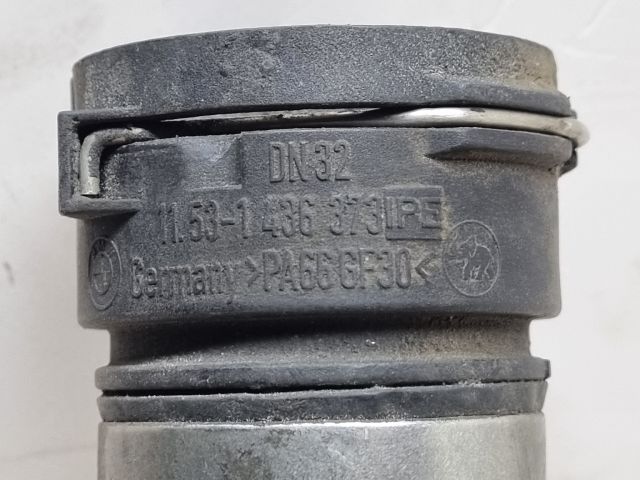 DN 32
11.53-1 436 373 IPE
Germany >PA66 GF30<